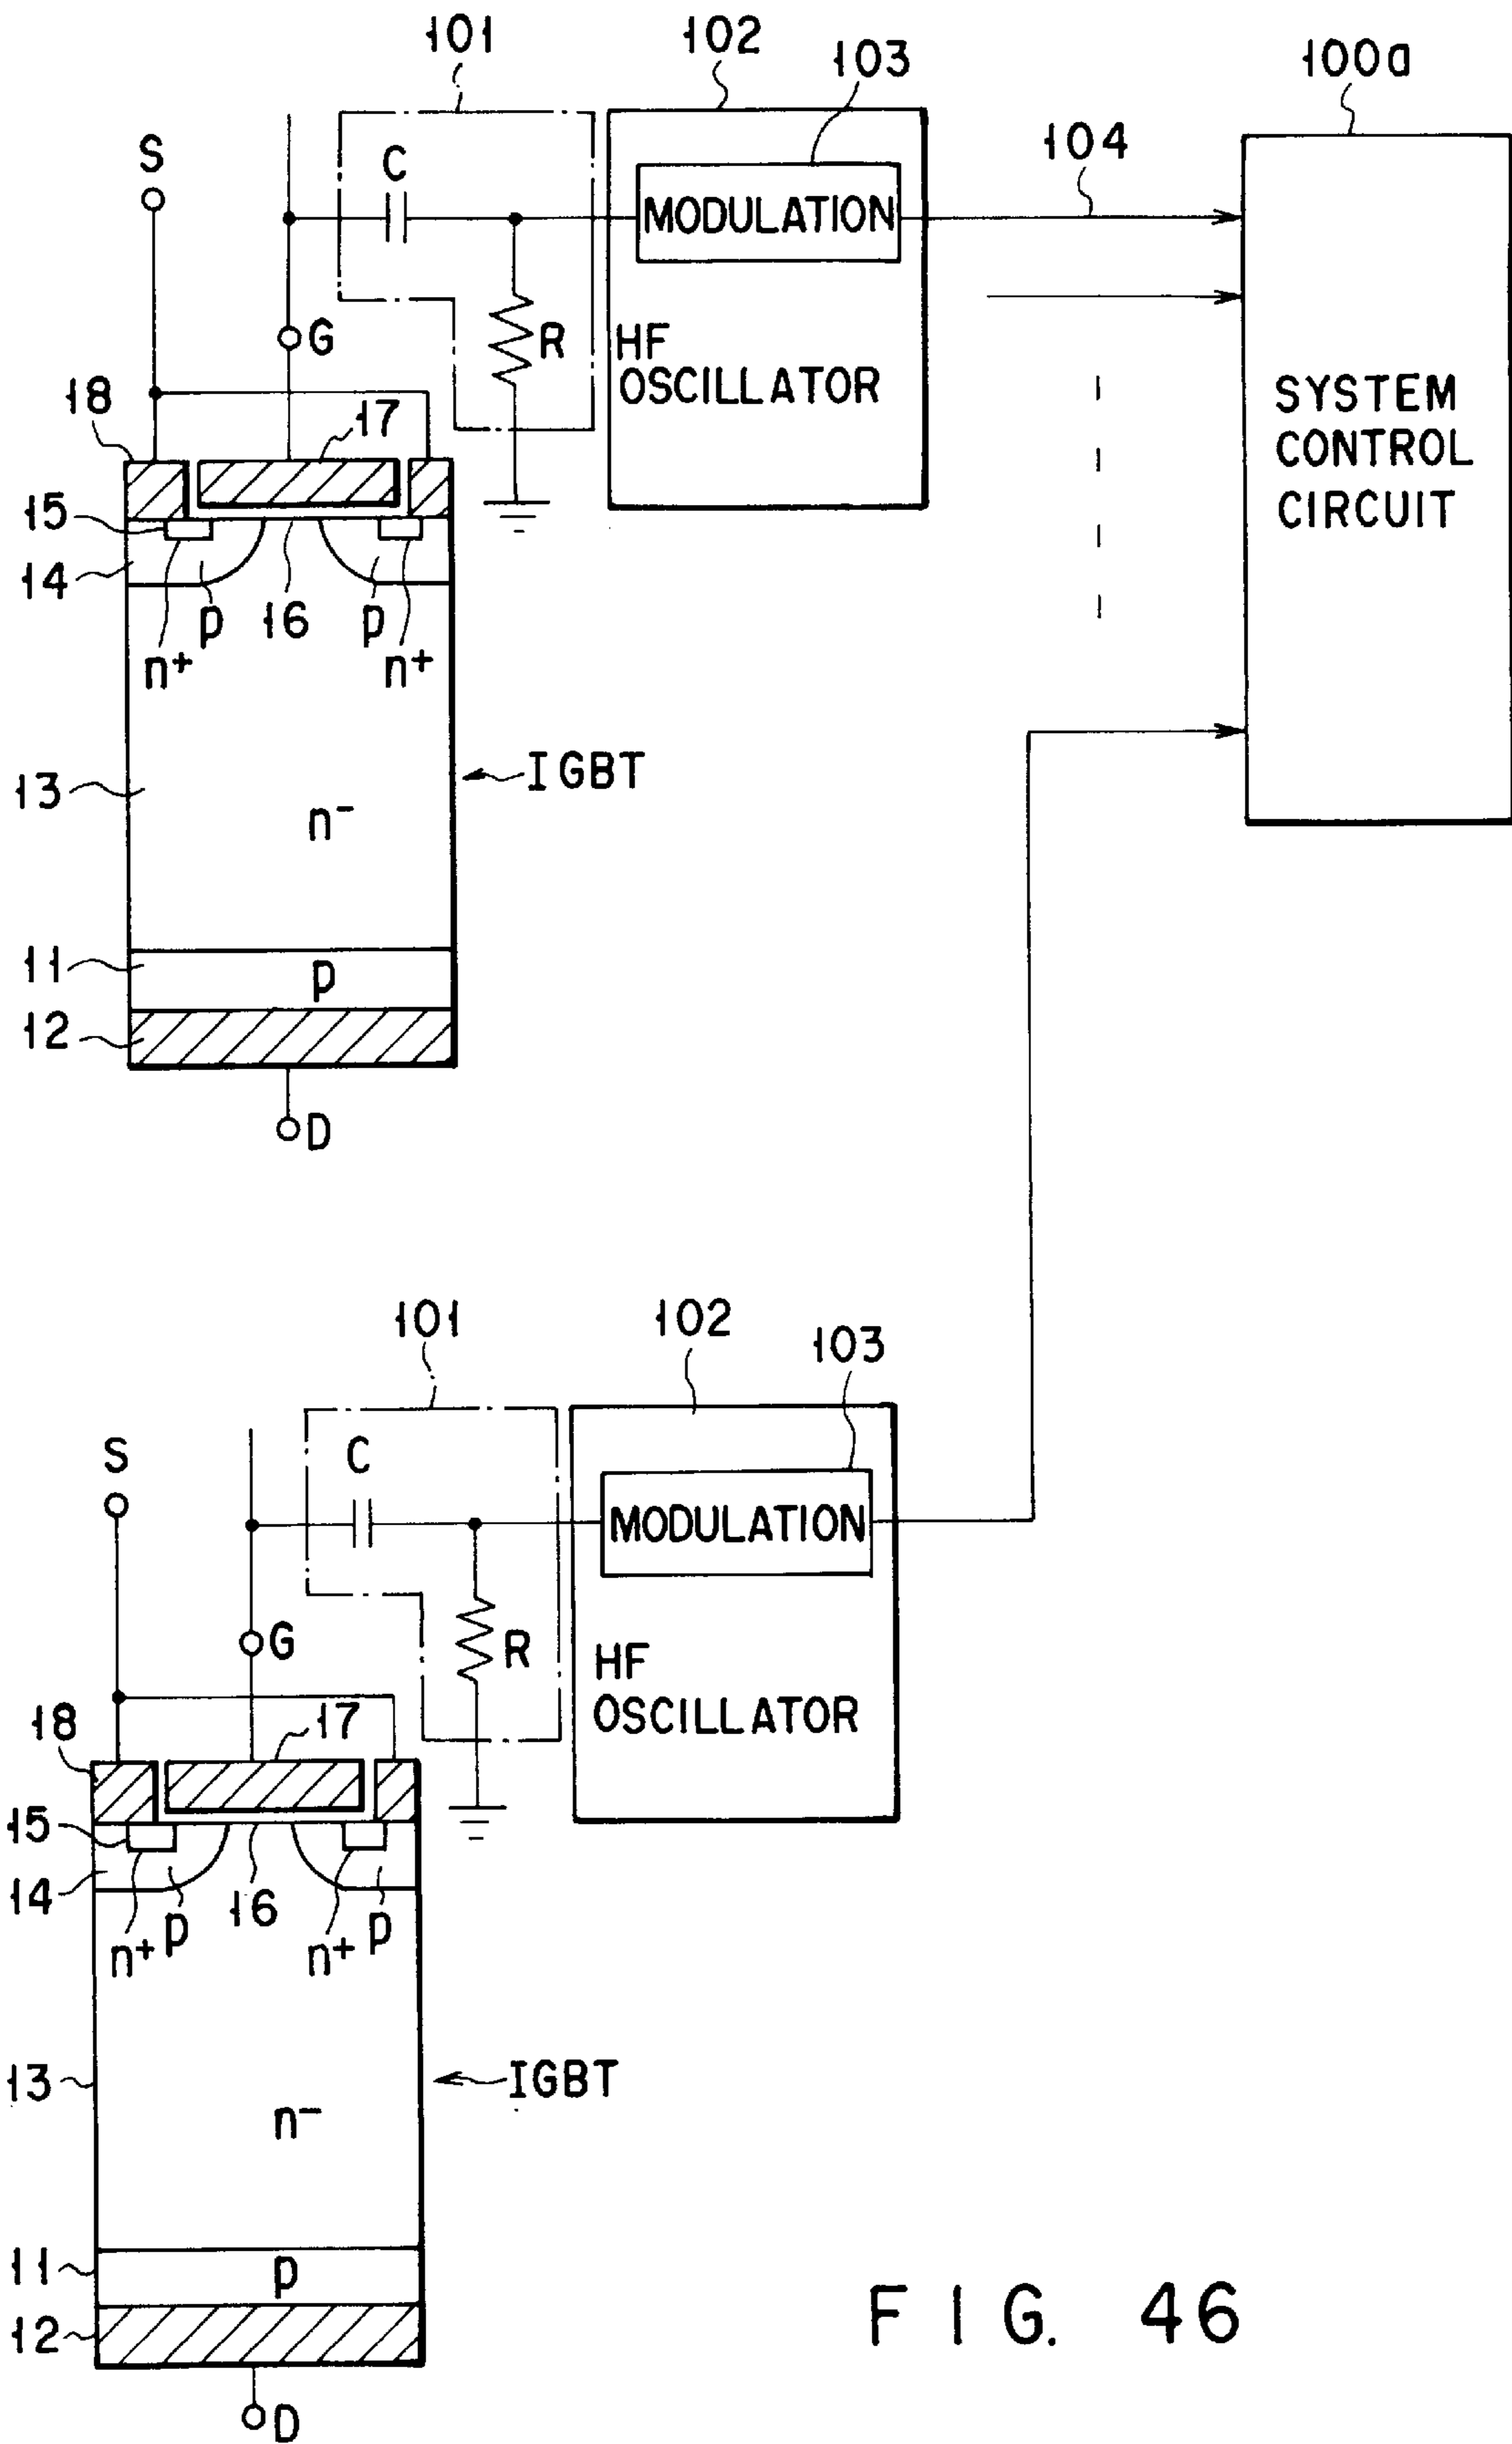 101
102
103
100a
104
S
C
MODULATION
G
R
HF
OSCILLATOR
SYSTEM
CONTROL
CIRCUIT
18
17
15
14
p
16
p
n+
n+
13
IGBT
n-
11
p
12
D
101
102
103
S
C
MODULATION
G
R
HF
OSCILLATOR
18
17
15
14
16
p
p
n+
n+
13
IGBT
n-
11
p
12
D
FIG. 46